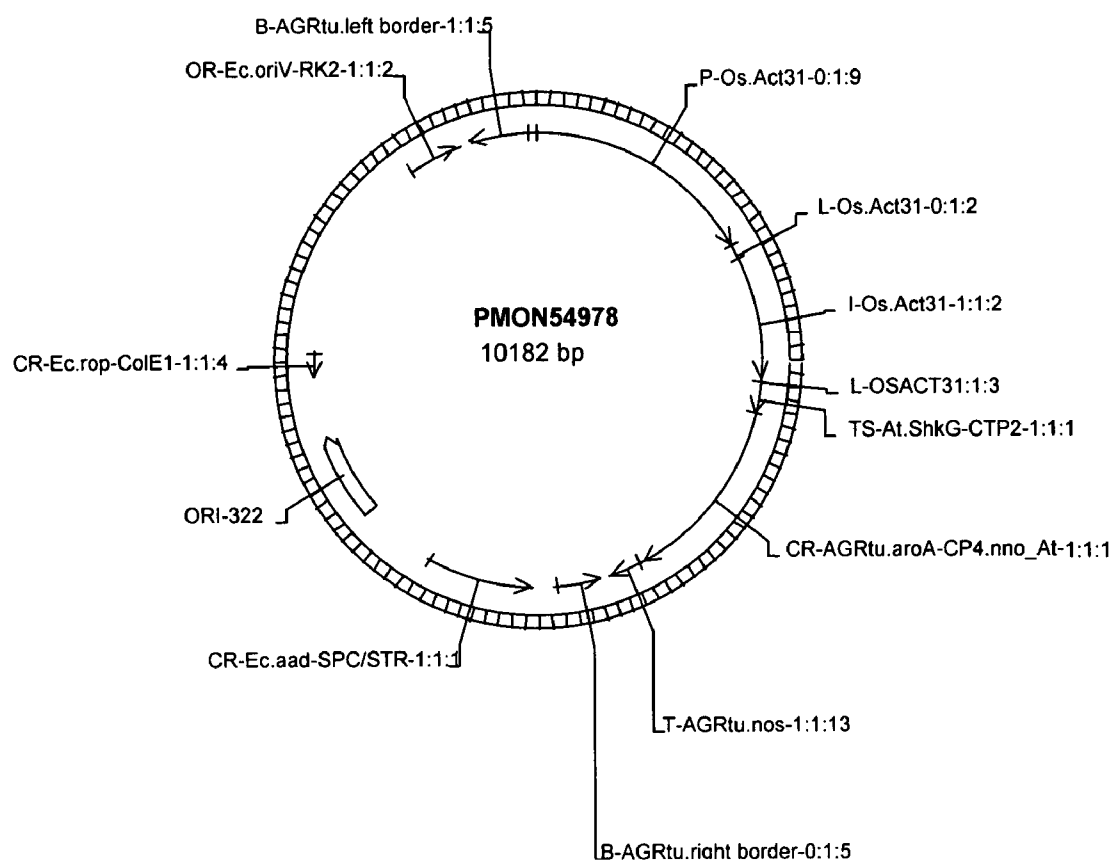 B-AGRtu.left border-1:1:5
OR-Ec.oriV-RK2-1:1:2
P-Os.Act31-0:1:9
L-Os.Act31-0:1:2
I-Os.Act31-1:1:2
PMON54978
10182 bp
CR-Ec.rop-ColE1-1:1:4
L-OSACT31:1:3
TS-At.ShkG-CTP2-1:1:1
ORI-322
CR-AGRtu.aroA-CP4.nno_At-1:1:1
CR-Ec.aad-SPC/STR-1:1:1
T-AGRtu.nos-1:1:13
B-AGRtu.right border-0:1:5